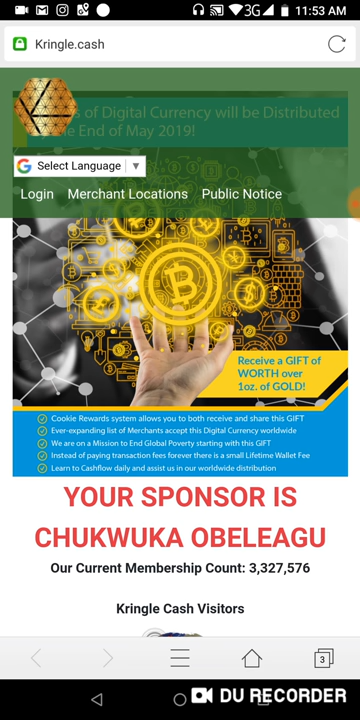 3G
11:53 AM
Kringle.cash
s of Digital Currency will be Distributed
e End of May 2019!
G Select Language ▼
Login Merchant Locations Public Notice
Receive a GIFT of
WORTH over
1oz. of GOLD!
Cookie Rewards system allows you to both receive and share this GIFT
Ever-expanding list of Merchants accept this Digital Currency worldwide
We are on a Mission to End Global Poverty starting with this GIFT
Instead of paying transaction fees forever there is a small Lifetime Wallet Fee
Learn to Cashflow daily and assist us in our worldwide distribution
YOUR SPONSOR IS
CHUKWUKA OBELEAGU
Our Current Membership Count: 3,327,576
Kringle Cash Visitors
3
DU RECORDER